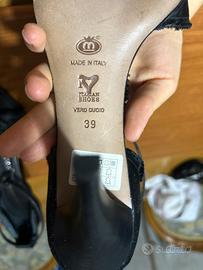 m
MADE IN ITALY
I
ITALIAN
SHOES
VERO CUOIO
39
Subito